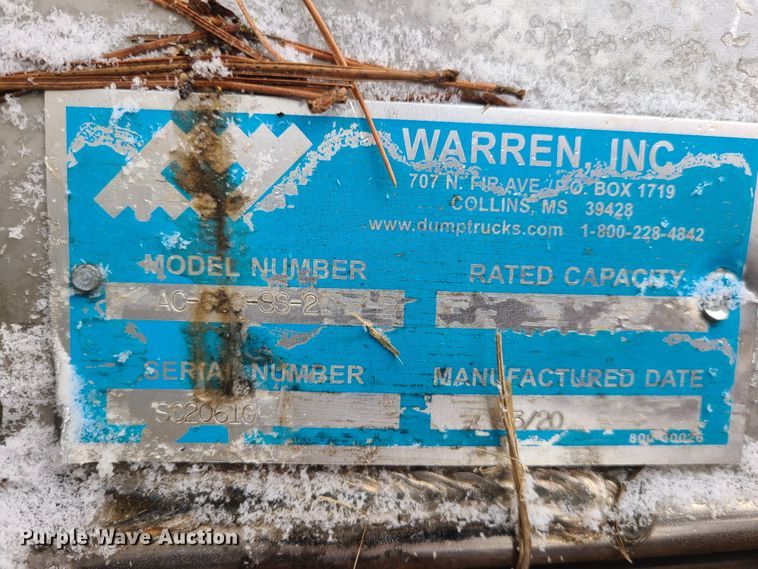 WARREN, INC
707 N. FIR AVE. P.O. BOX 1719
COLLINS, MS 39428
www.dumptrucks.com 1-800-228-4842
MODEL NUMBER
RATED CAPACITY
SERIAL NUMBER
MANUFACTURED DATE
SC20610
Purple Wave Auction